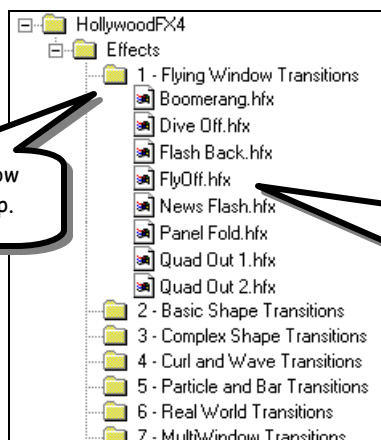 HollywoodFX4
Effects
1 - Flying Window Transitions
Boomerang.hfx
Dive Off.hfx
Flash Back.hfx
FlyOff.hfx
News Flash.hfx
Panel Fold.hfx
Quad Out 1.hfx
Quad Out 2.hfx
2 - Basic Shape Transitions
3 - Complex Shape Transitions
4 - Curl and Wave Transitions
5 - Particle and Bar Transitions
6 - Real World Transitions
7 - MultiWindow Transitions